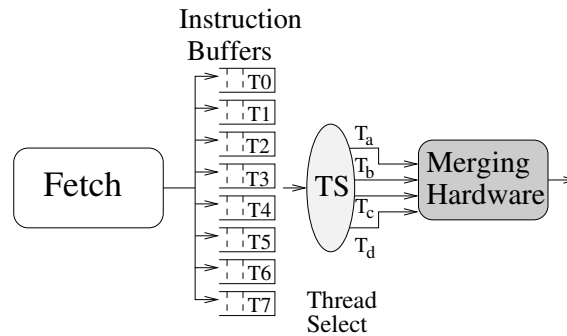 Instruction
Buffers
T0
T1
T2
T3
T4
T5
T6
T7
Fetch
TS
Thread
Select
Ta
Tb
Tc
Td
Merging
Hardware